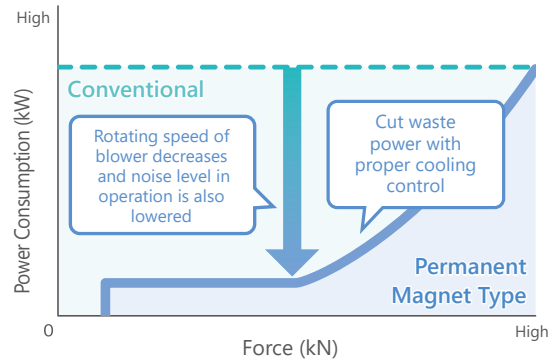 High
Power Consumption (kW)
Conventional
Rotating speed of
blower decreases
and noise level in
operation is also
lowered
Cut waste
power with
proper cooling
control
Permanent
Magnet Type
0
Force (kN)
High